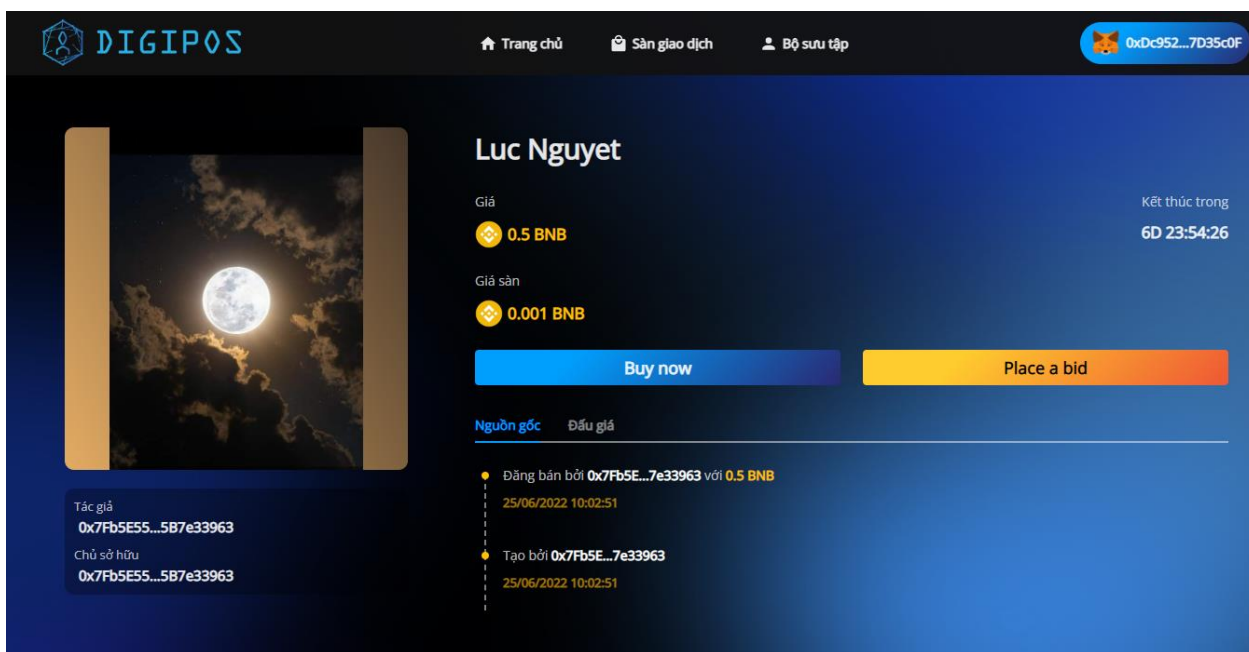 DIGIPOS
Trang chủ
Sàn giao dịch
Bộ sưu tập
0xDc952...7D35c0F
Luc Nguyet
Giá
Kết thúc trong
0.5 BNB
6D 23:54:26
Giá sàn
0.001 BNB
Buy now
Place a bid
Nguồn gốc
Đấu giá
Đăng bán bởi 0x7Fb5E...7e33963 với 0.5 BNB
25/06/2022 10:02:51
Tạo bởi 0x7Fb5E...7e33963
25/06/2022 10:02:51
Tác giả
0x7Fb5E55...5B7e33963
Chủ sở hữu
0x7Fb5E55...5B7e33963